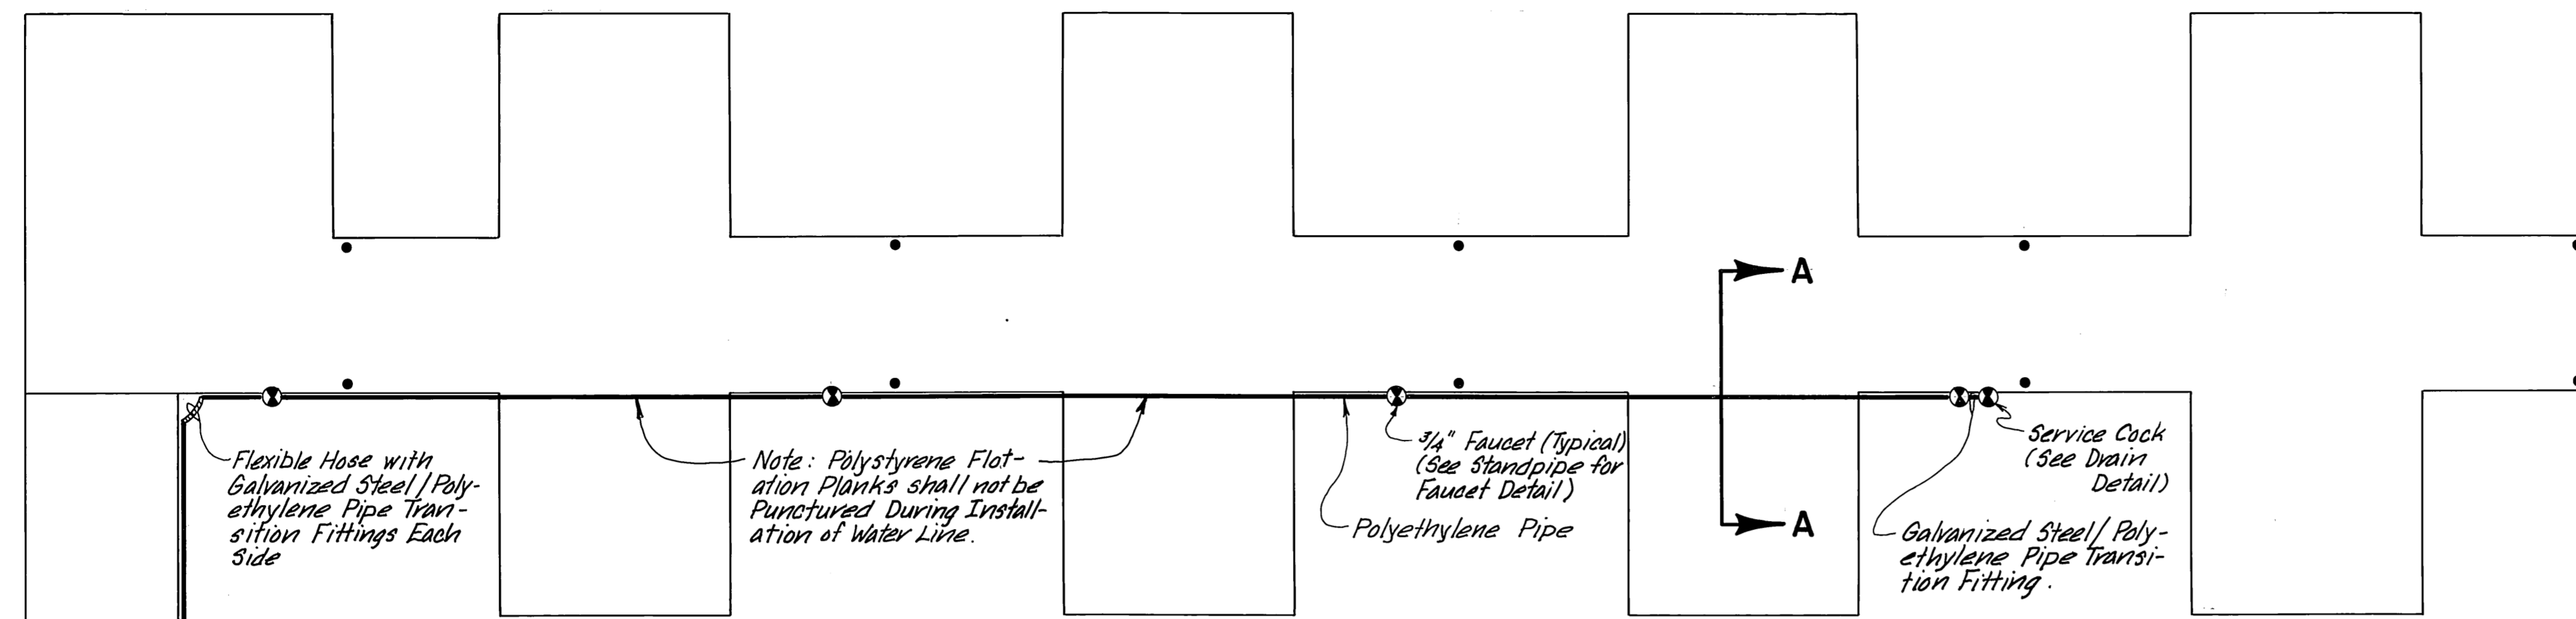 A
Flexible Hose with
Galvanized Steel/Poly-
ethylene Pipe Tran-
sition Fittings Each
Side
Note: Polystyrene Flot-
ation Planks shall not be
Punctured During Install-
ation of Water Line.
3/4" Faucet (Typical)
(See Standpipe for
Faucet Detail)
Polyethylene Pipe
A
Service Cock
(See Drain
Detail)
Galvanized Steel/Poly-
ethylene Pipe Transi-
tion Fitting.